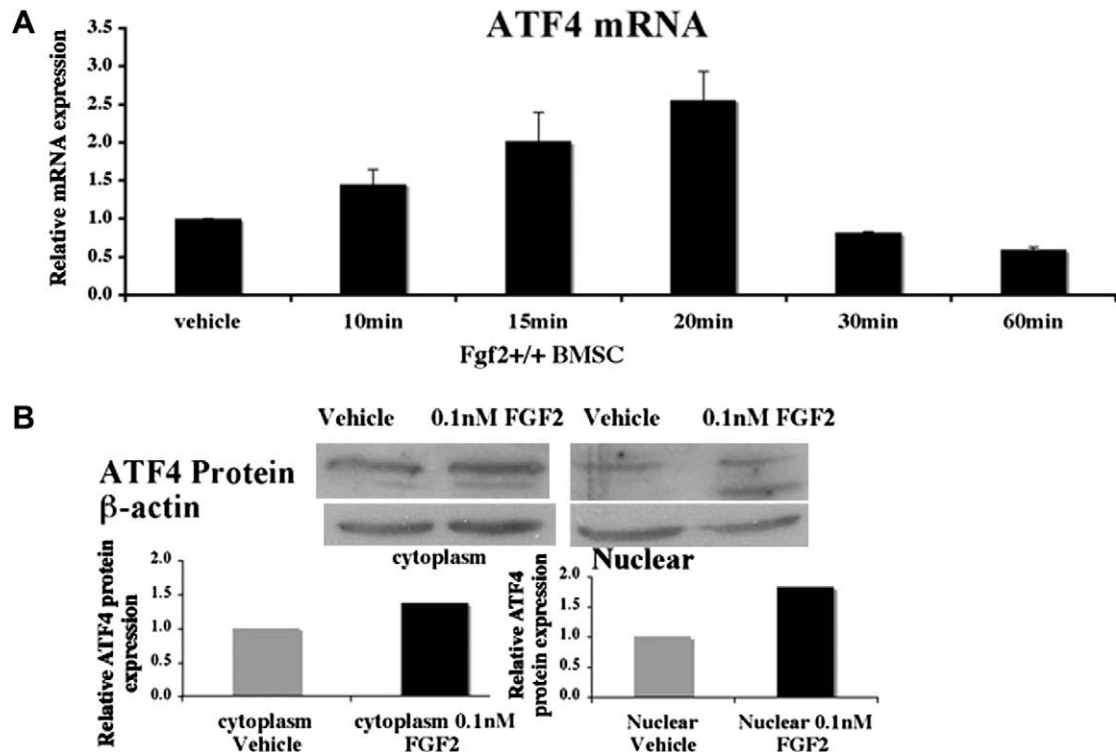 A
ATF4 mRNA
Relative mRNA expression
3.5
3.0
2.5
2.0
1.5
1.0
0.5
0.0
vehicle 10min 15min 20min 30min 60min
Fgf2+/+ BMSC
B
Vehicle 0.1nM FGF2 Vehicle 0.1nM FGF2
ATF4 Protein
β-actin
cytoplasm Nuclear
Relative ATF4 protein
expression
2.0
1.5
1.0
0.5
0.0
cytoplasm
Vehicle
cytoplasm 0.1nM
FGF2
Relative ATF4
protein expression
2.0
1.5
1.0
0.5
0.0
Nuclear
Vehicle
Nuclear 0.1nM
FGF2